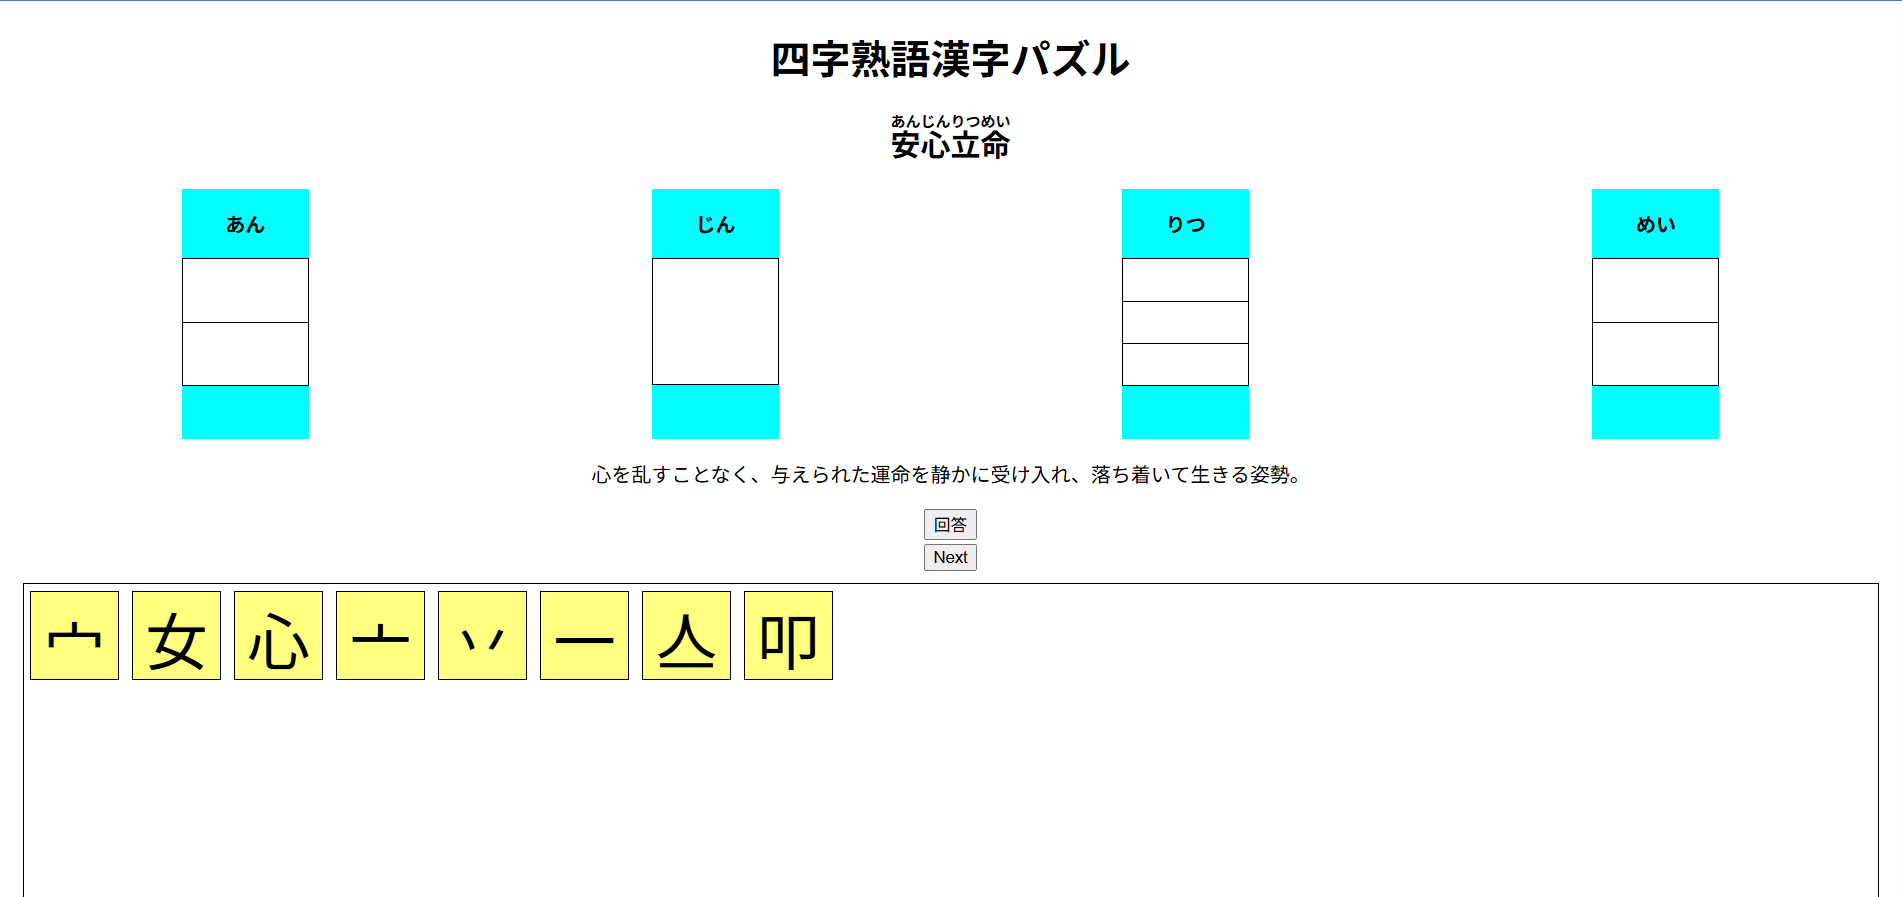 四字熟語漢字パズル
あんじんりつめい
安心立命
あん じん りつ めい
心を乱すことなく、与えられた運命を静かに受け入れ、落ち着いて生きる姿勢。
回答
Next
宀 女 心 亠 丷 一 亼 叩